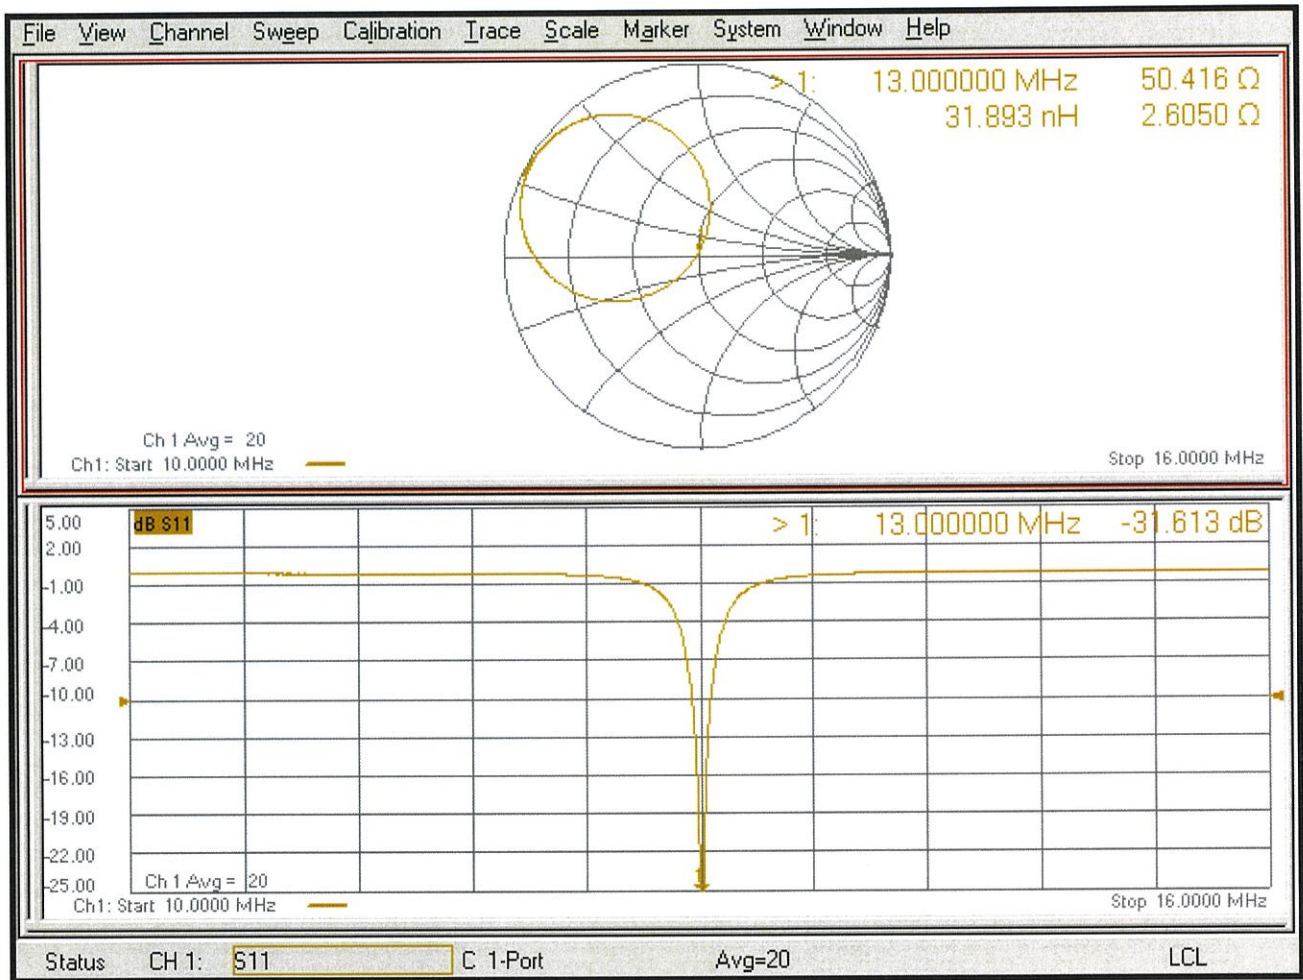 File View Channel Sweep Calibration Trace Scale Marker System Window Help
> 1: 13.000000 MHz 50.416 Ω
31.893 nH 2.6050 Ω
Ch 1 Avg = 20
Ch1: Start 10.0000 MHz
Stop 16.0000 MHz
5.00
dB S11
> 1: 13.000000 MHz -31.613 dB
2.00
-1.00
-4.00
-7.00
-10.00
-13.00
-16.00
-19.00
-22.00
-25.00
1
Ch 1 Avg = 20
Ch1: Start 10.0000 MHz
Stop 16.0000 MHz
Status CH 1: S11 C 1-Port Avg=20 LCL